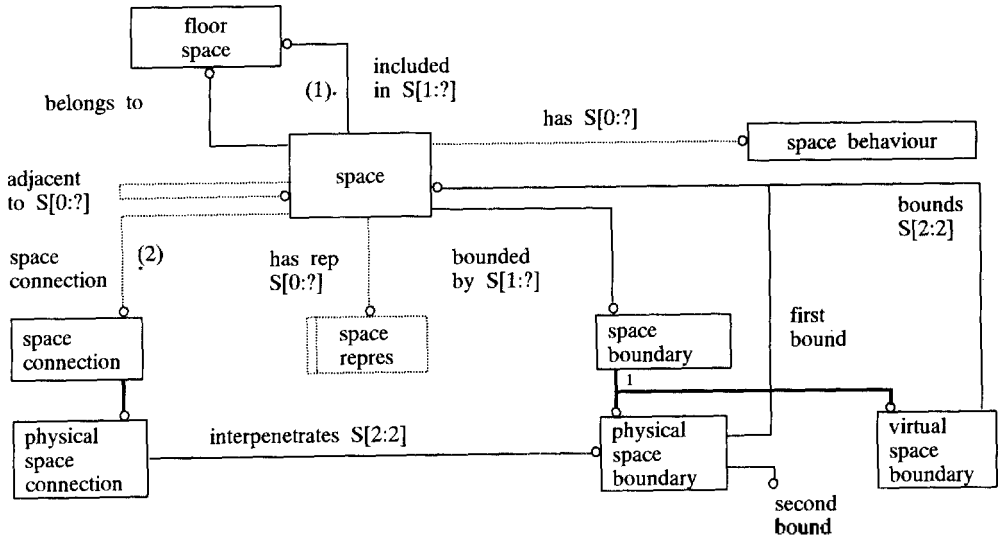 floor
space
included
in S[1:?]
(1).
belongs to
has S[0:?]
space behaviour
space
adjacent
to S[0:?]
bounds
S[2:2]
(2)
space
connection
has rep
S[0:?]
bounded
by S[1:?]
first
bound
space
connection
space
repres
space
boundary
1
physical
space
connection
interpenetrates S[2:2]
physical
space
boundary
virtual
space
boundary
second
bound